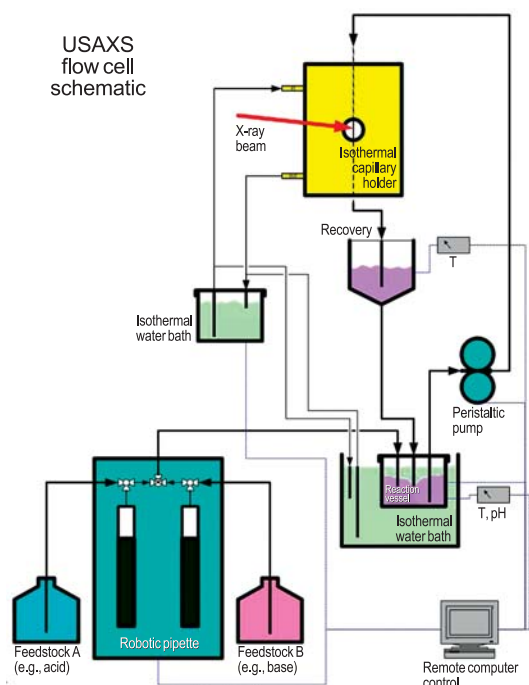 USAXS
flow cell
schematic
X-ray
beam
Isothermal
capillary
holder
Recovery
T
Isothermal
water bath
Peristaltic
pump
Reaction
vessel
T, pH
Isothermal
water bath
Feedstock A
(e.g., acid)
Robotic pipette
Feedstock B
(e.g., base)
Remote computer
control